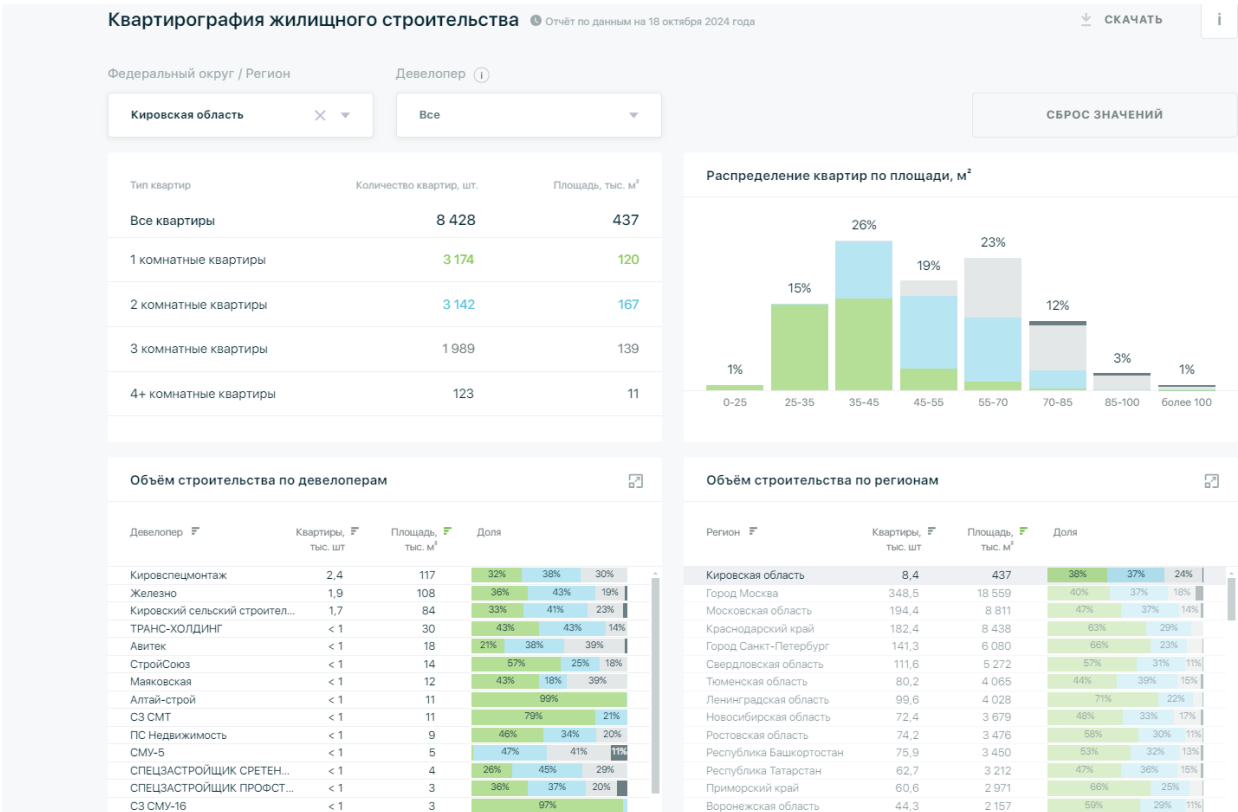 Квартирография жилищного строительства Отчёт по данным на 18 октября 2024 года СКАЧАТЬ i
Федеральный округ / Регион Девелопер i
Кировская область Все СБРОС ЗНАЧЕНИЙ
Тип квартир Количество квартир, шт. Площадь, тыс. м²
Все квартиры 8 428 437
1 комнатные квартиры 3 174 120
2 комнатные квартиры 3 142 167
3 комнатные квартиры 1 989 139
4+ комнатные квартиры 123 11
Распределение квартир по площади, м²
1% 15% 26% 19% 23% 12% 3% 1%
0-25 25-35 35-45 45-55 55-70 70-85 85-100 более 100
Объём строительства по девелоперам
Девелопер Квартиры, тыс. шт Площадь, тыс. м² Доля
Кировспецмонтаж 2,4 117 32% 38% 30%
Железно 1,9 108 36% 43% 19%
Кировский сельский строител... 1,7 84 33% 41% 23%
ТРАНС-ХОЛДИНГ < 1 30 43% 43% 14%
Авитек < 1 18 21% 38% 39%
СтройСоюз < 1 14 57% 25% 18%
Маяковская < 1 12 43% 18% 39%
Алтай-строй < 1 11 99%
СЗ СМТ < 1 11 79% 21%
ПС Недвижимость < 1 9 46% 34% 20%
СМУ-5 < 1 5 47% 41% 11%
СПЕЦЗАСТРОЙЩИК СРЕТЕН... < 1 4 26% 45% 29%
СПЕЦЗАСТРОЙЩИК ПРОФСТ... < 1 3 36% 37% 20%
СЗ СМУ-16 < 1 3 97%
Объём строительства по регионам
Регион Квартиры, тыс. шт Площадь, тыс. м² Доля
Кировская область 8,4 437 38% 37% 24%
Город Москва 348,5 18 559 40% 37% 18%
Московская область 194,4 8 811 47% 37% 14%
Краснодарский край 182,4 8 438 63% 29%
Город Санкт-Петербург 141,3 6 080 66% 23%
Свердловская область 111,6 5 272 57% 31% 11%
Тюменская область 80,2 4 065 44% 39% 15%
Ленинградская область 99,6 4 028 71% 22%
Новосибирская область 72,4 3 679 48% 33% 17%
Ростовская область 74,2 3 476 58% 30% 11%
Республика Башкортостан 75,9 3 450 53% 32% 13%
Республика Татарстан 62,7 3 212 47% 36% 15%
Приморский край 60,6 2 971 66% 25%
Воронежская область 44,3 2 157 59% 29% 11%